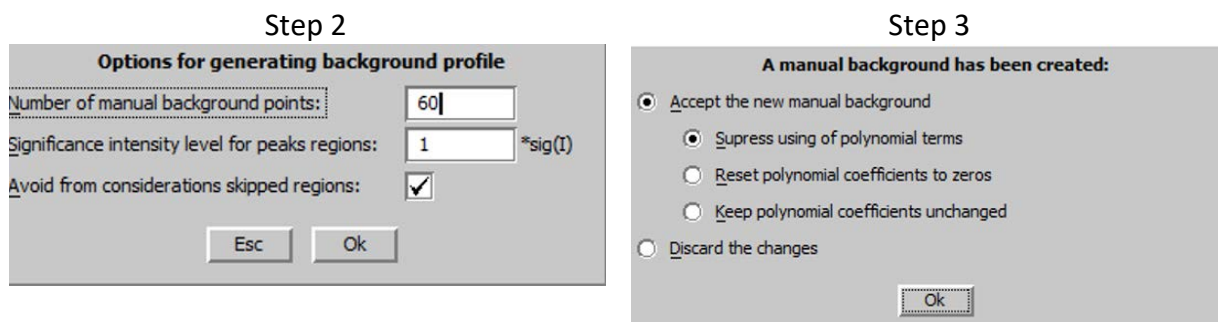 Step 2
Options for generating background profile
Number of manual background points: 60
Significance intensity level for peaks regions: 1 *sig(I)
Avoid from considerations skipped regions:
Esc Ok
Step 3
A manual background has been created:
Accept the new manual background
Supress using of polynomial terms
Reset polynomial coefficients to zeros
Keep polynomial coefficients unchanged
Discard the changes
Ok